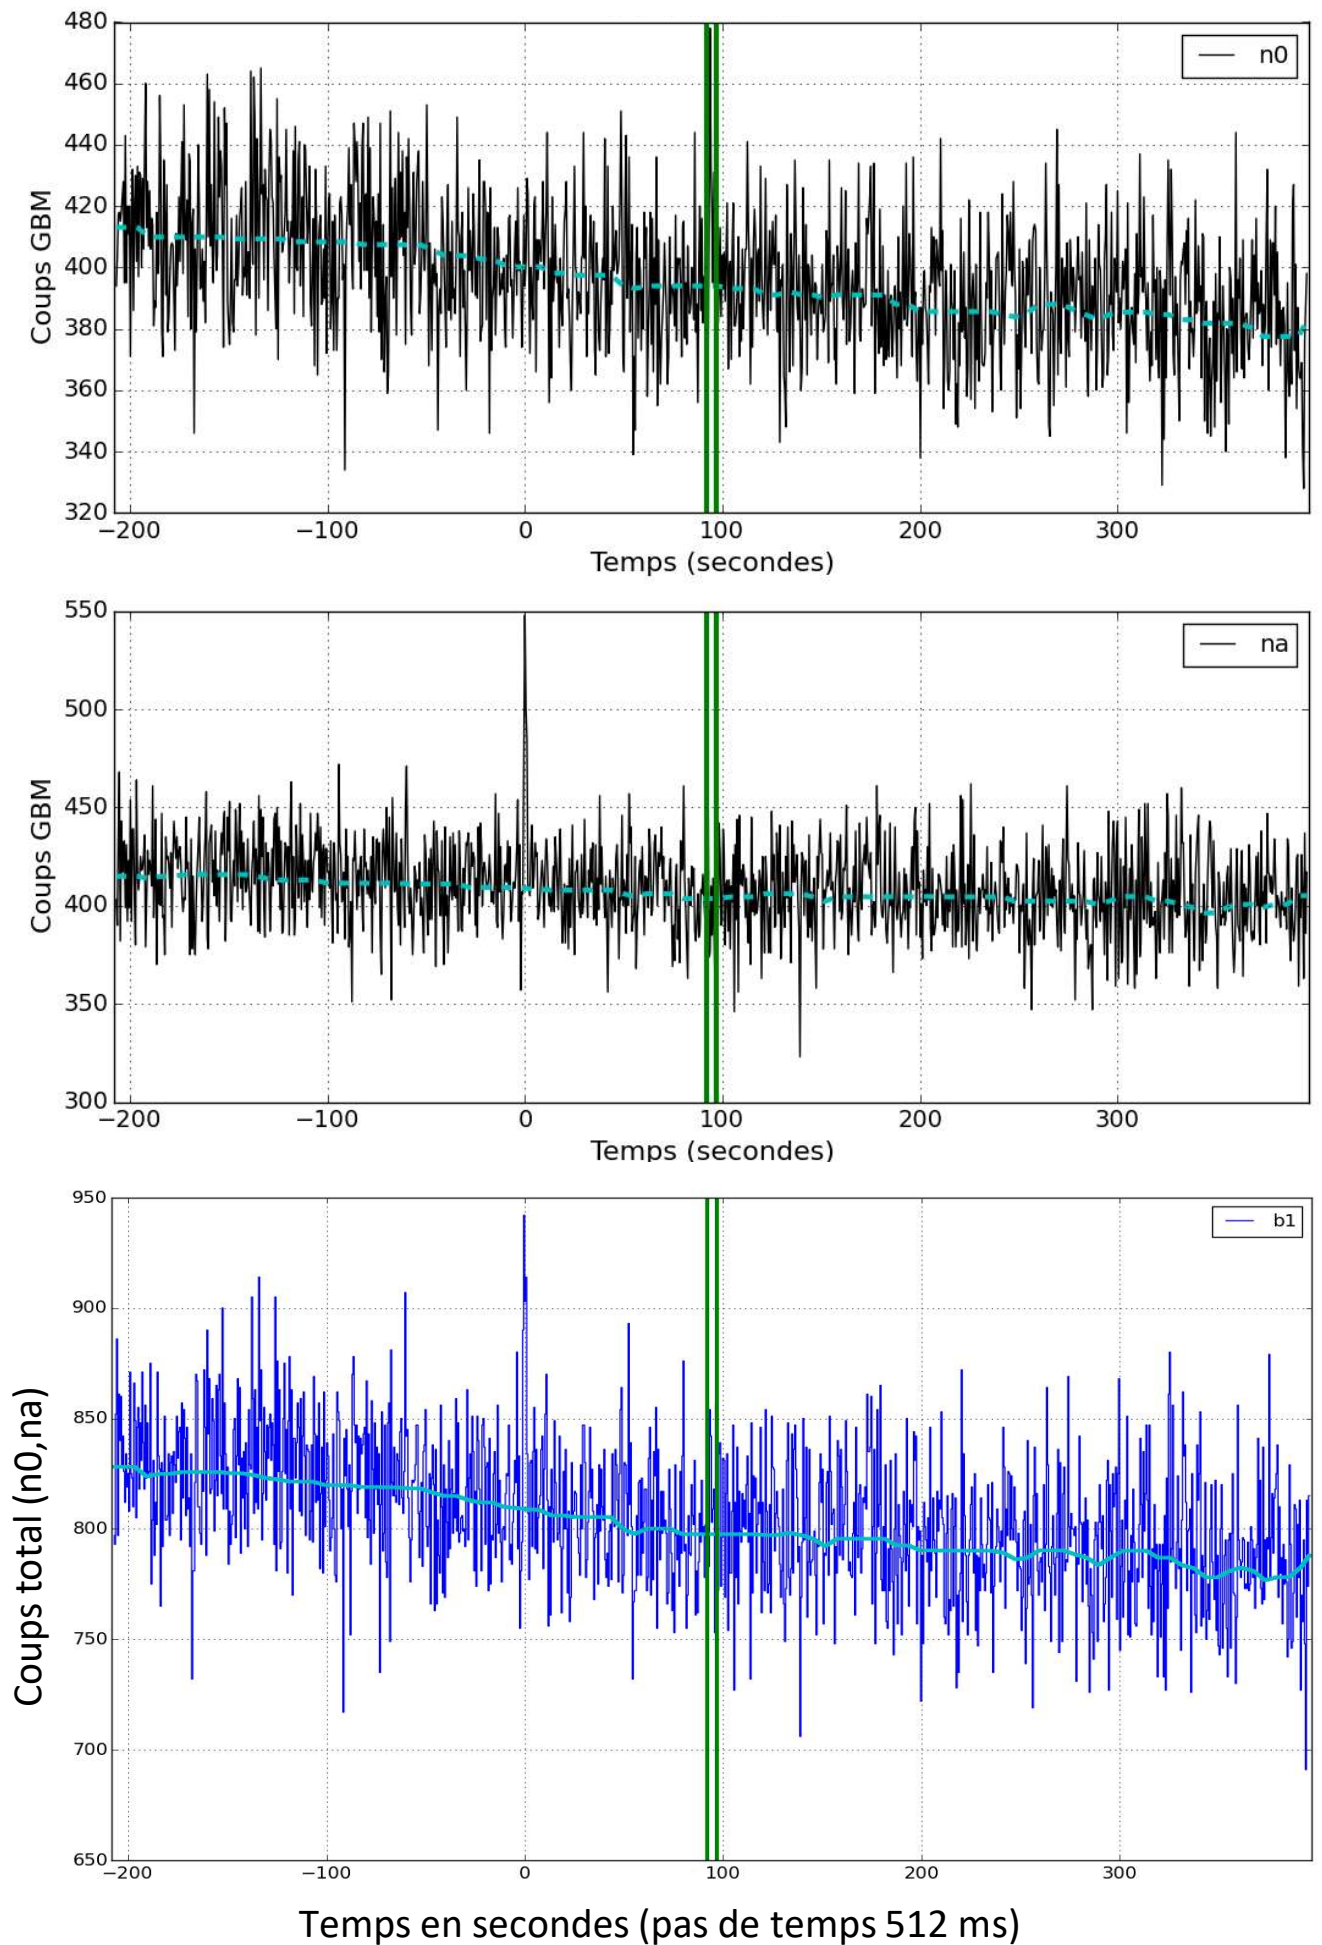 480
460
440
420
400
380
360
340
320
Coups GBM
n0
−200 −100 0 100 200 300
Temps (secondes)
550
500
450
400
350
300
Coups GBM
na
−200 −100 0 100 200 300
Temps (secondes)
950
900
850
800
750
700
650
Coups total (n0,na)
b1
−200 −100 0 100 200 300
Temps en secondes (pas de temps 512 ms)